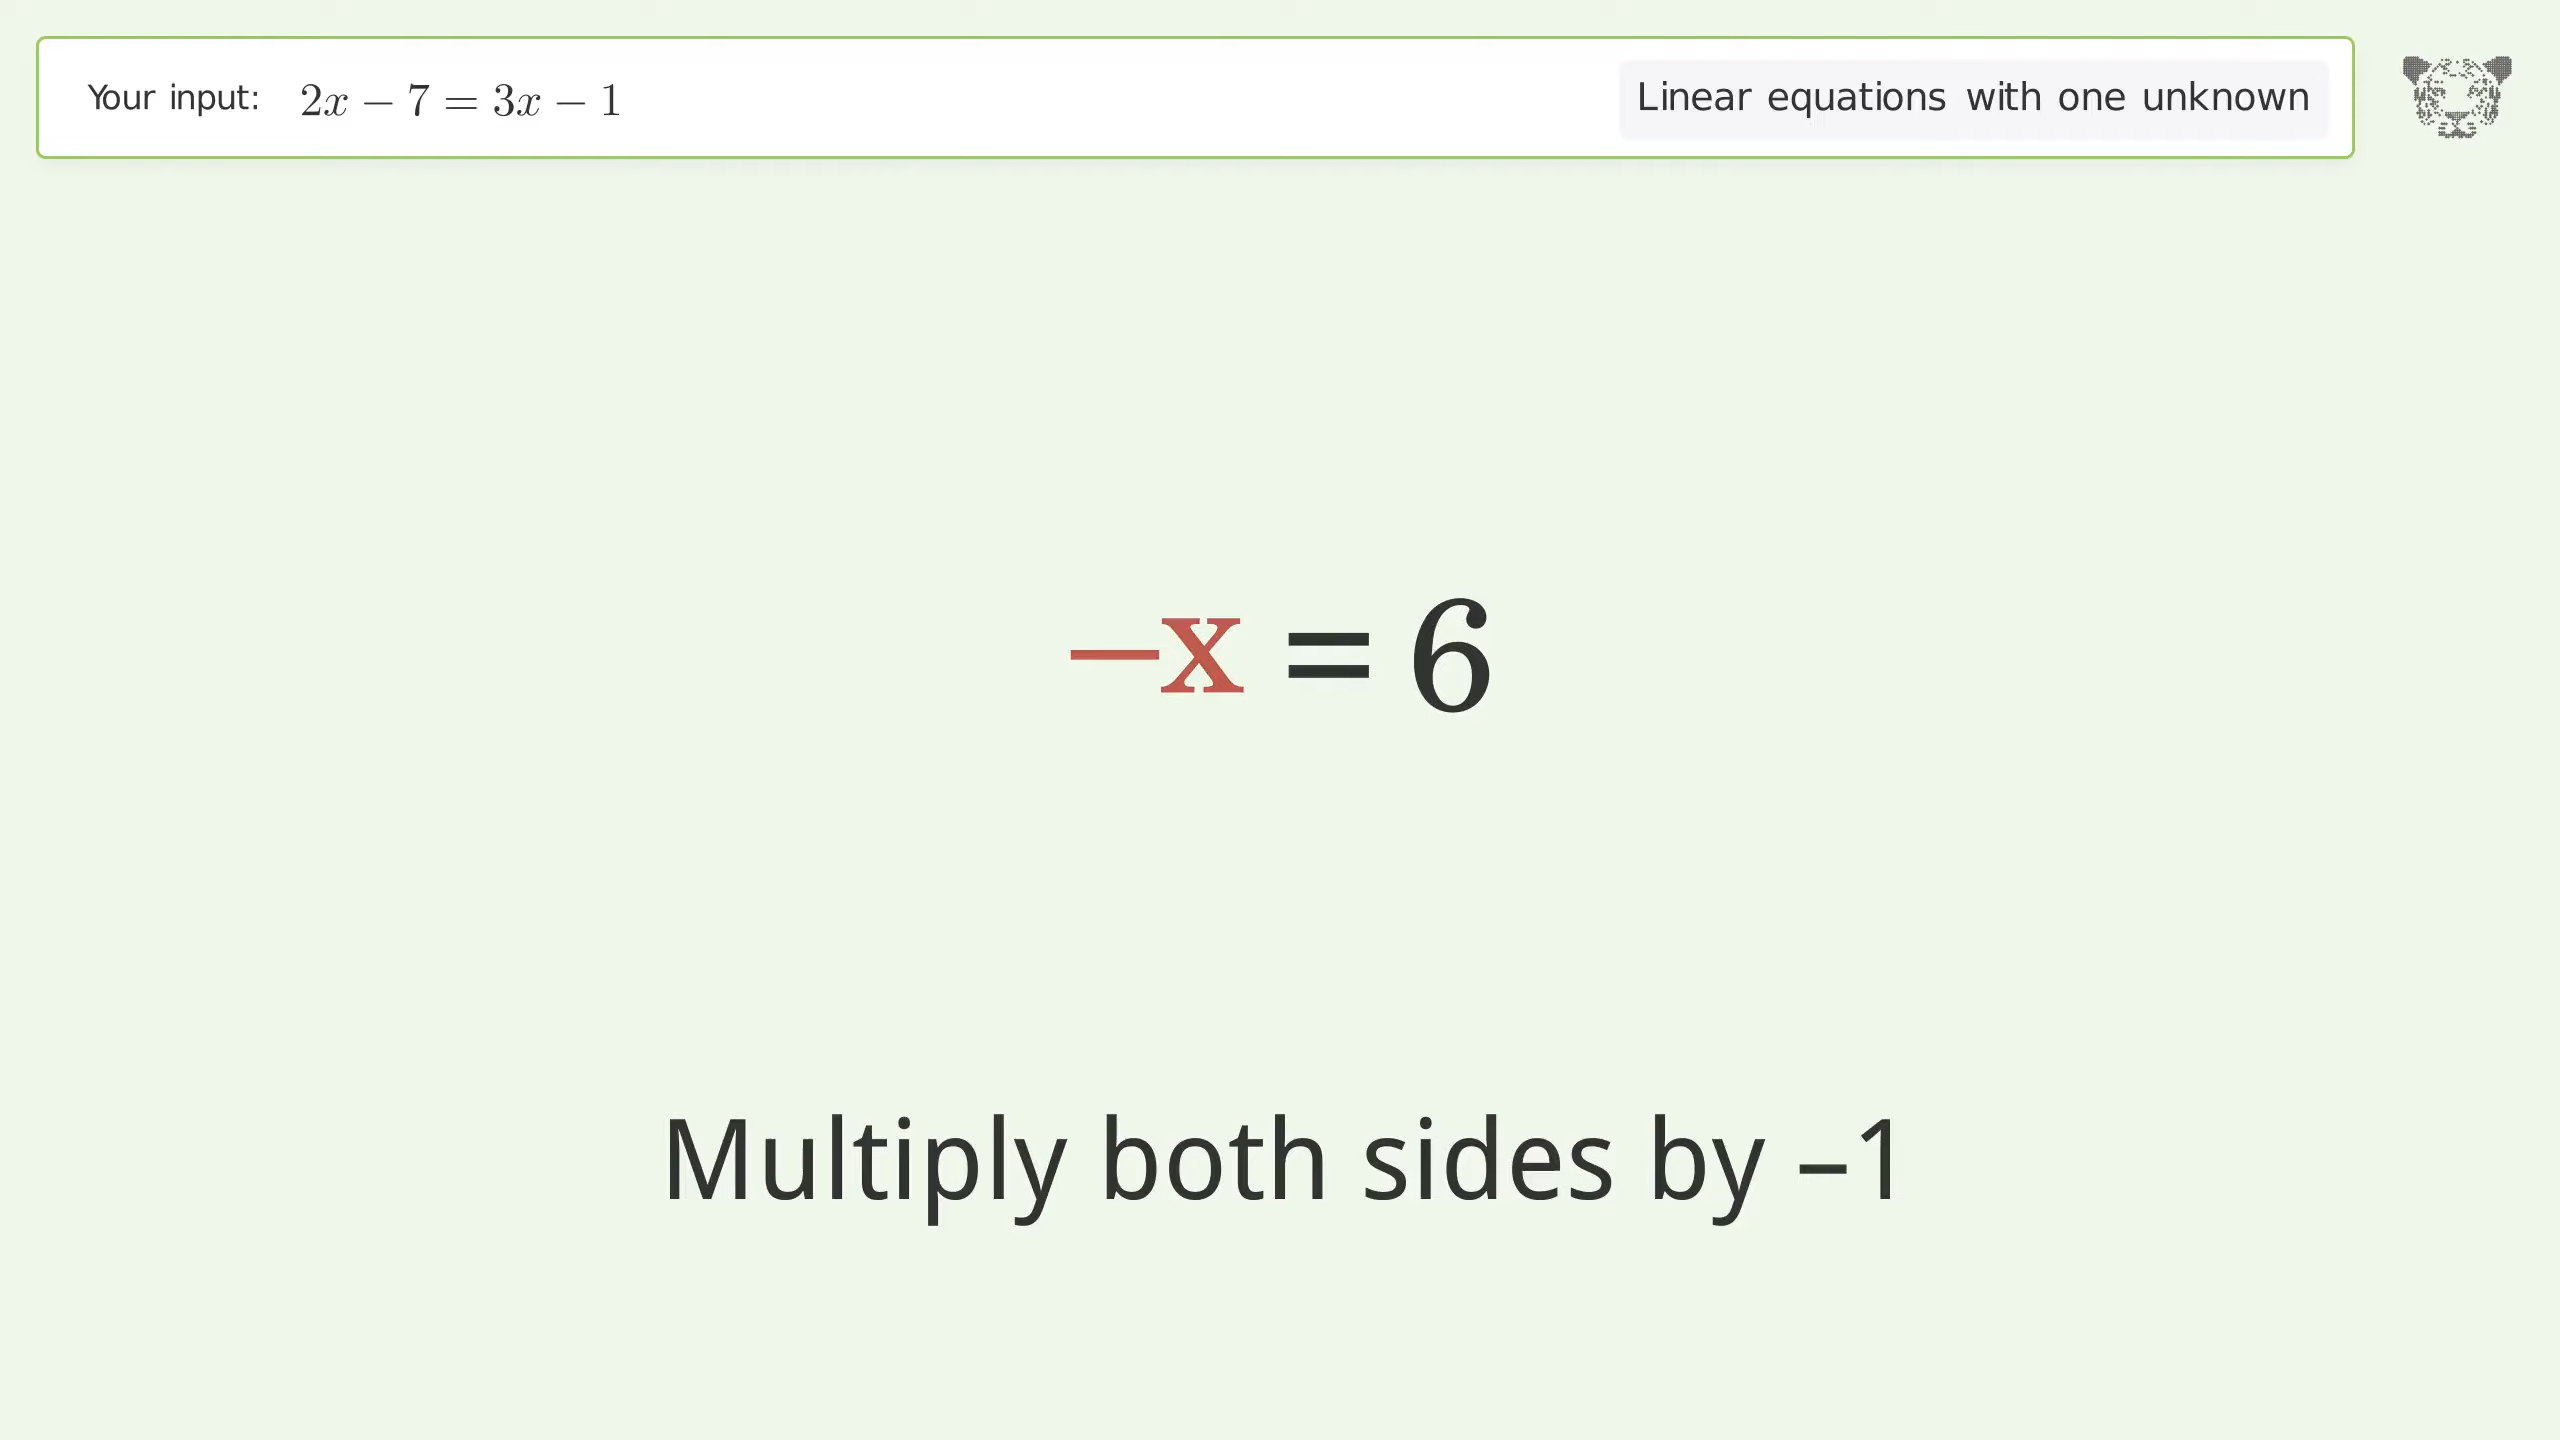 Your input: 2x − 7 = 3x − 1
Linear equations with one unknown
−x = 6
Multiply both sides by –1